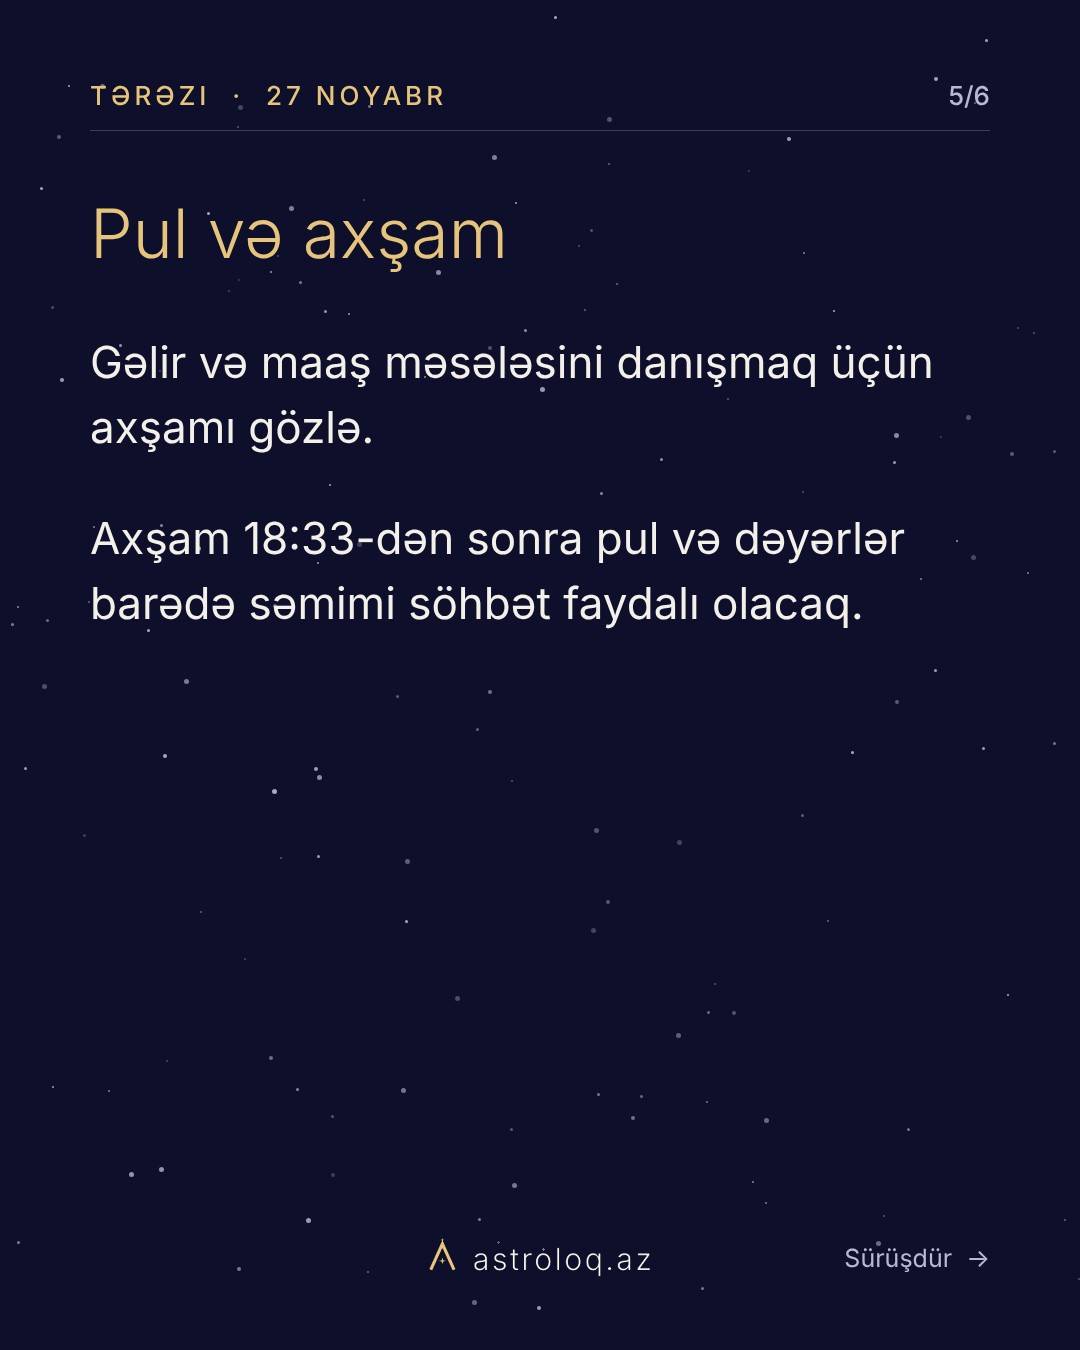 TƏRƏZI · 27 NOYABR
5/6
Pul və axşam
Gəlir və maaş məsələsini danışmaq üçün
axşamı gözlə.
Axşam 18:33-dən sonra pul və dəyərlər
barədə səmimi söhbət faydalı olacaq.
astroloq.az
Sürüşdür →